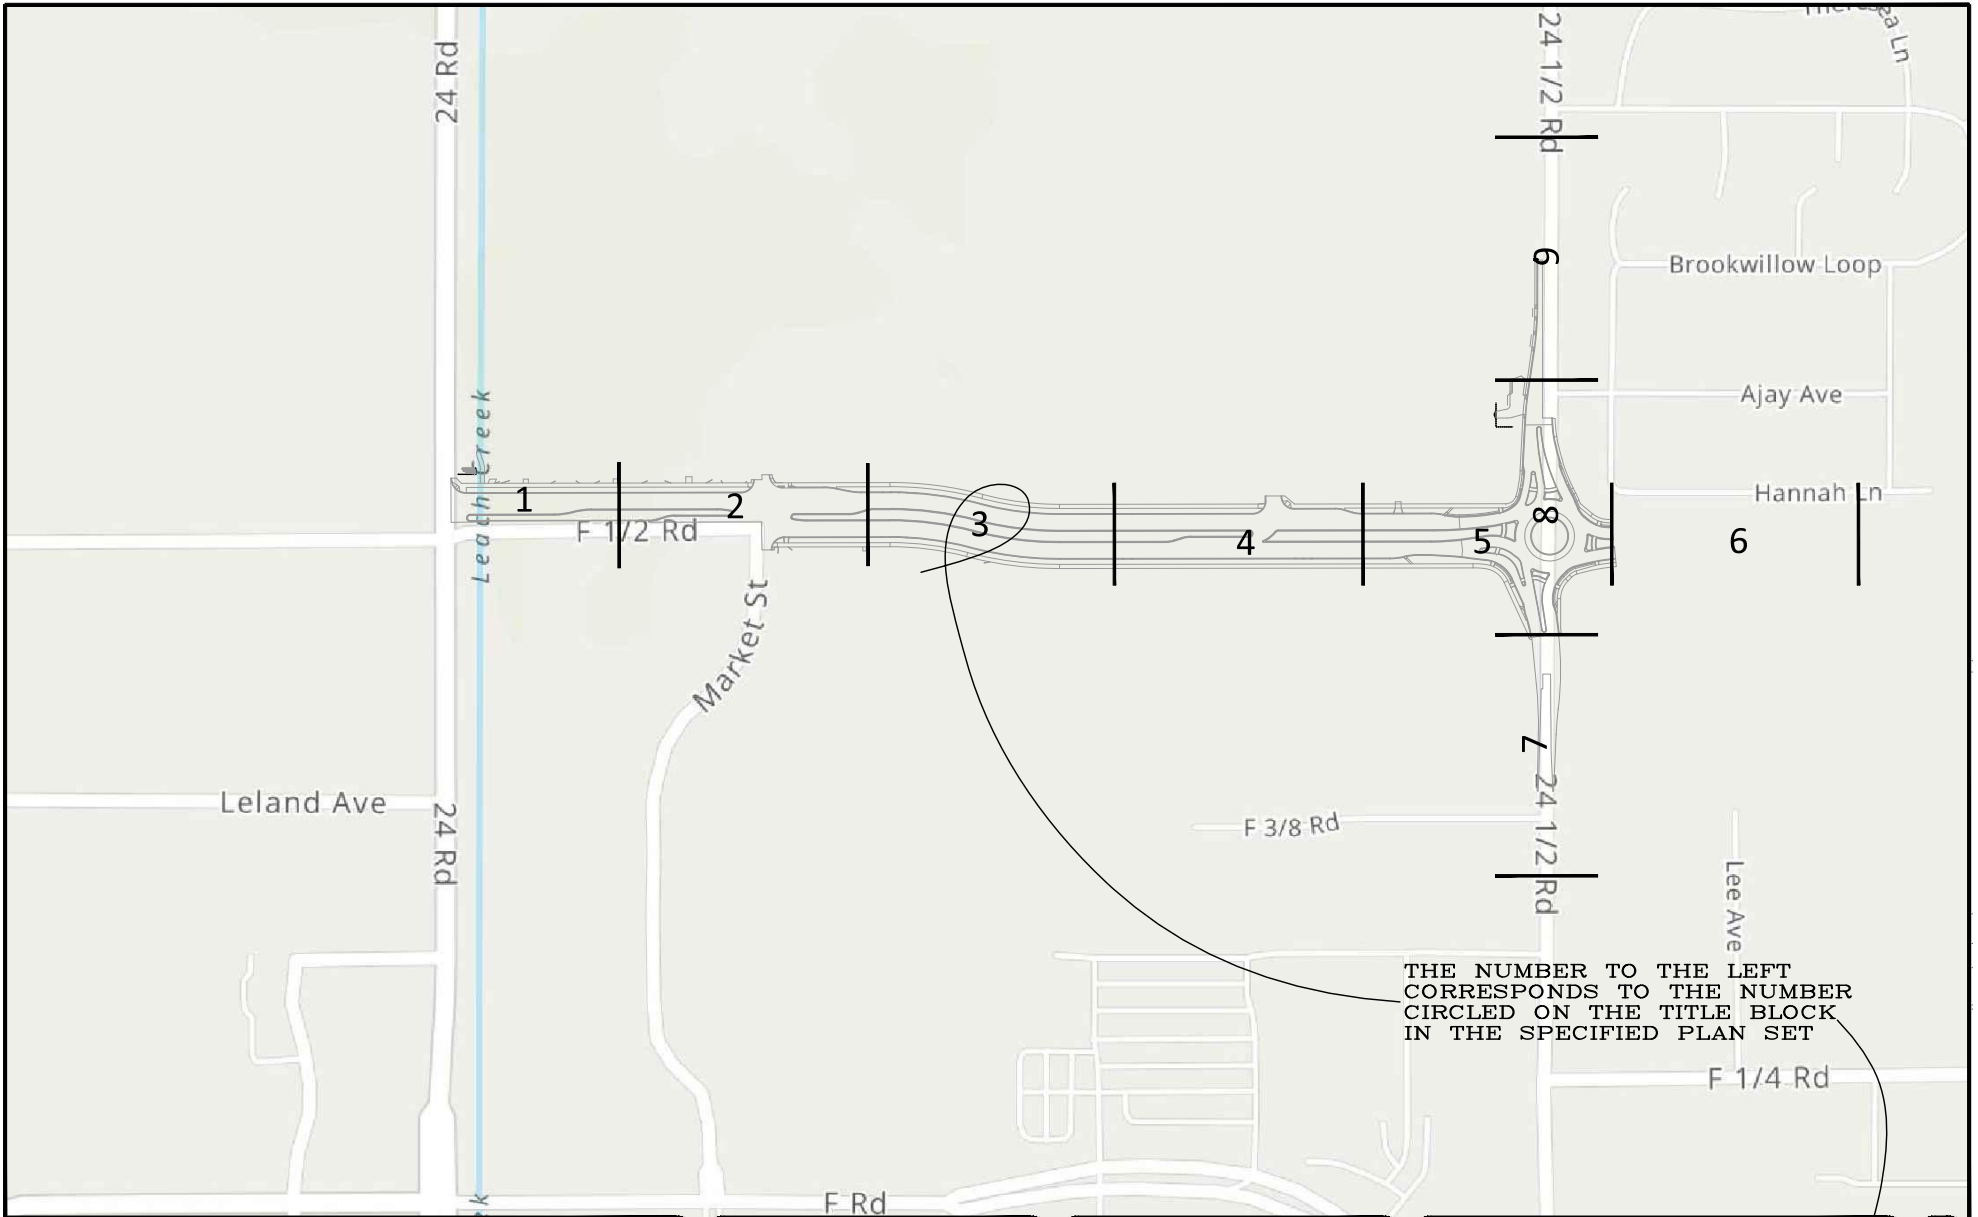 24 Rd
24 1/2 Rd
Ln
Brookwillow Loop
9
Ajay Ave
Leach Creek
Hannah Ln
1
2
3
4
5
8
6
F 1/2 Rd
Market St
7
Leland Ave
24 Rd
F 3/8 Rd
24 1/2 Rd
Lee Ave
THE NUMBER TO THE LEFT
CORRESPONDS TO THE NUMBER
CIRCLED ON THE TITLE BLOCK
IN THE SPECIFIED PLAN SET
F 1/4 Rd
F Rd
k